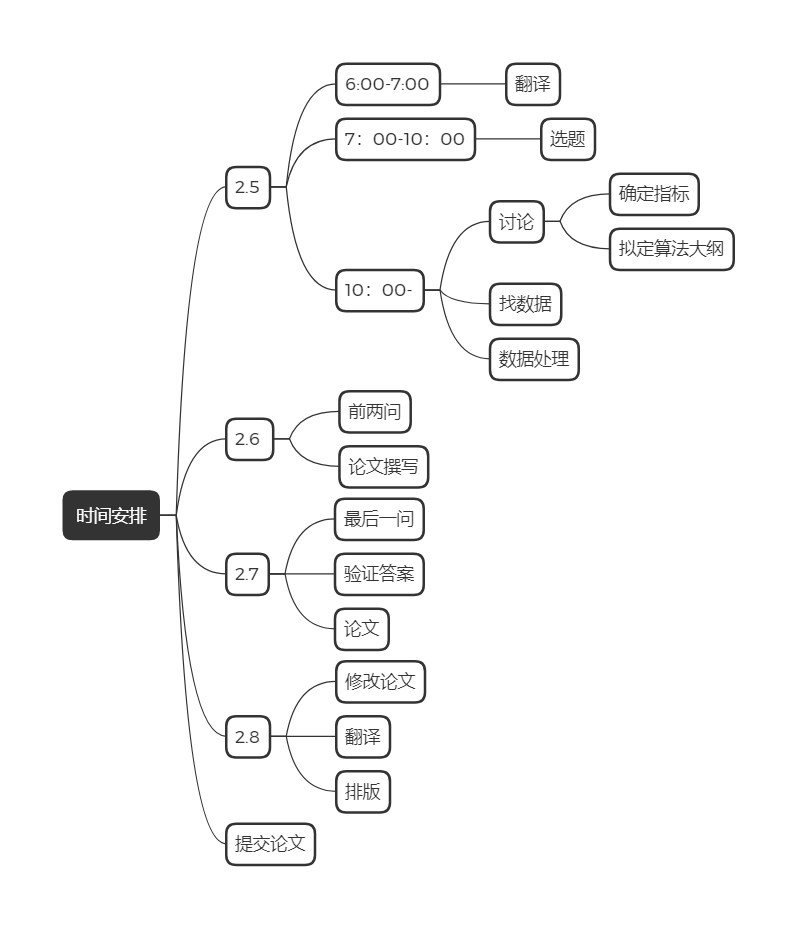 时间安排
2.5
6:00-7:00
翻译
7：00-10：00
选题
10：00-
讨论
确定指标
拟定算法大纲
找数据
数据处理
2.6
前两问
论文撰写
2.7
最后一问
验证答案
论文
2.8
修改论文
翻译
排版
提交论文